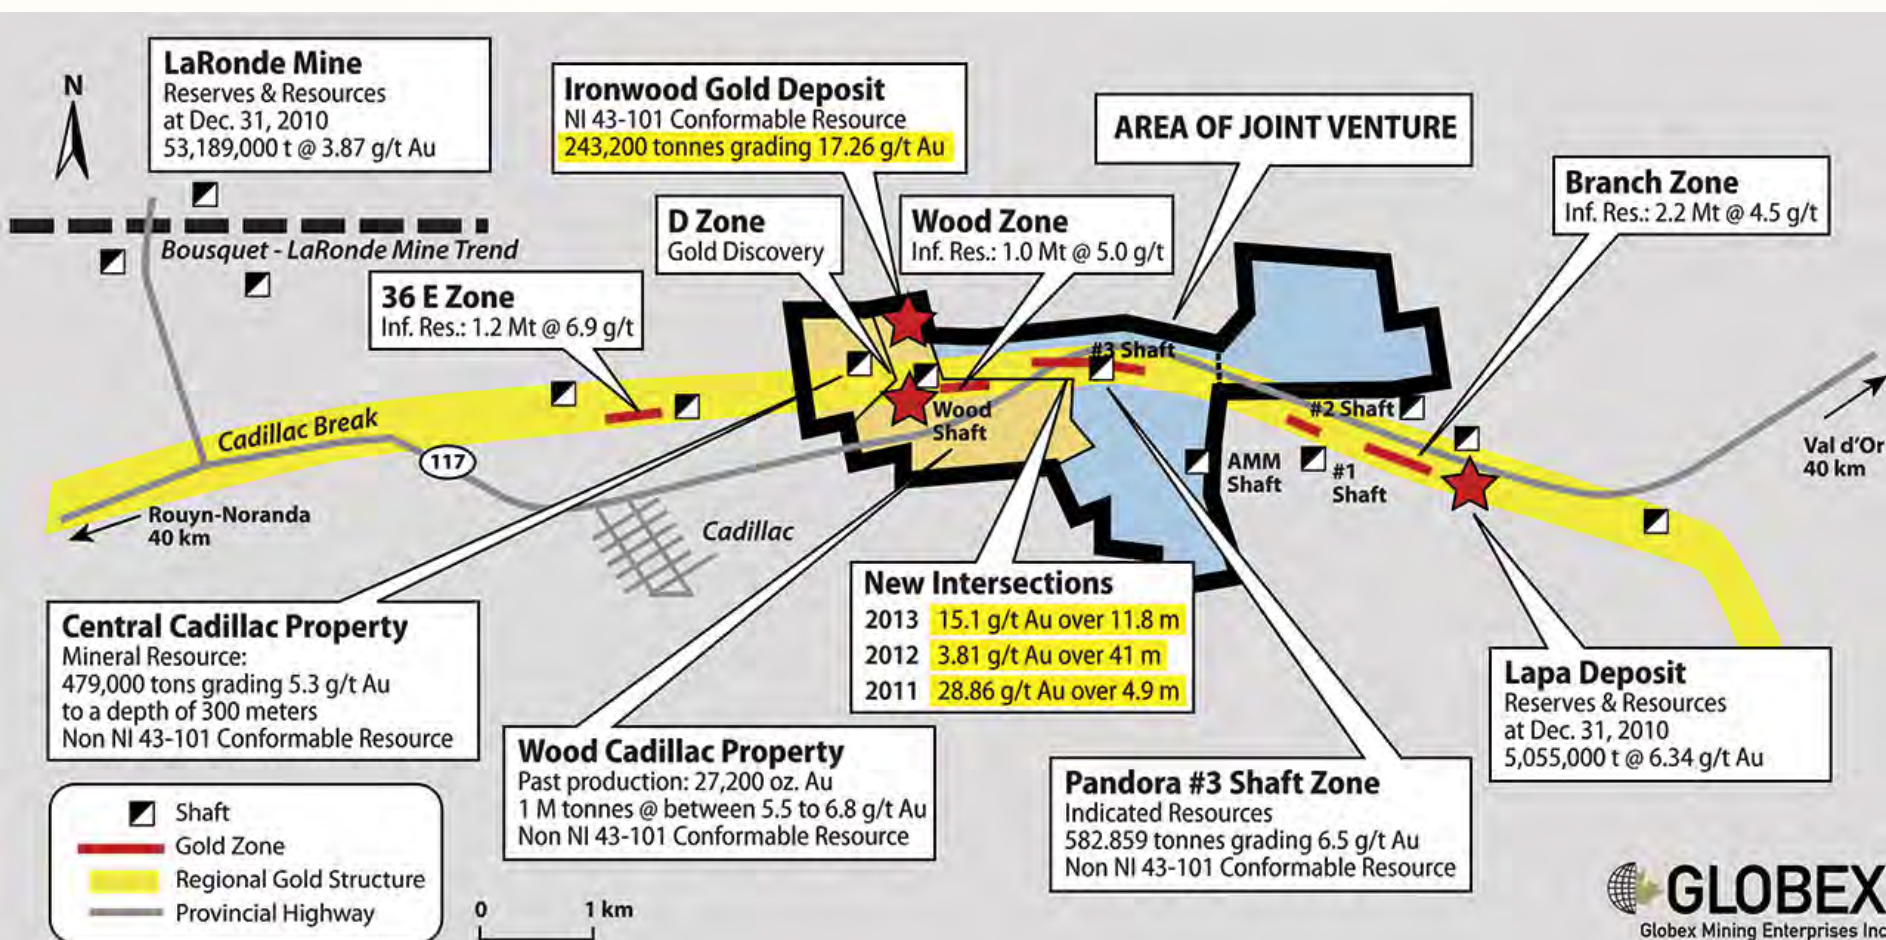 N
LaRonde Mine
Reserves & Resources
at Dec. 31, 2010
53,189,000 t @ 3.87 g/t Au
Ironwood Gold Deposit
NI 43-101 Conformable Resource
243,200 tonnes grading 17.26 g/t Au
AREA OF JOINT VENTURE
Branch Zone
Inf. Res.: 2.2 Mt @ 4.5 g/t
D Zone
Gold Discovery
Wood Zone
Inf. Res.: 1.0 Mt @ 5.0 g/t
Bousquet - LaRonde Mine Trend
36 E Zone
Inf. Res.: 1.2 Mt @ 6.9 g/t
#3 Shaft
Cadillac Break
Wood
Shaft
#2 Shaft
117
AMM
Shaft
#1
Shaft
Val d'Or
40 km
Rouyn-Noranda
40 km
Cadillac
New Intersections
2013 15.1 g/t Au over 11.8 m
2012 3.81 g/t Au over 41 m
2011 28.86 g/t Au over 4.9 m
Central Cadillac Property
Mineral Resource:
479,000 tons grading 5.3 g/t Au
to a depth of 300 meters
Non NI 43-101 Conformable Resource
Wood Cadillac Property
Past production: 27,200 oz. Au
1 M tonnes @ between 5.5 to 6.8 g/t Au
Non NI 43-101 Conformable Resource
Pandora #3 Shaft Zone
Indicated Resources
582.859 tonnes grading 6.5 g/t Au
Non NI 43-101 Conformable Resource
Lapa Deposit
Reserves & Resources
at Dec. 31, 2010
5,055,000 t @ 6.34 g/t Au
Shaft
Gold Zone
Regional Gold Structure
Provincial Highway
0 1 km
GLOBEX
Globex Mining Enterprises Inc